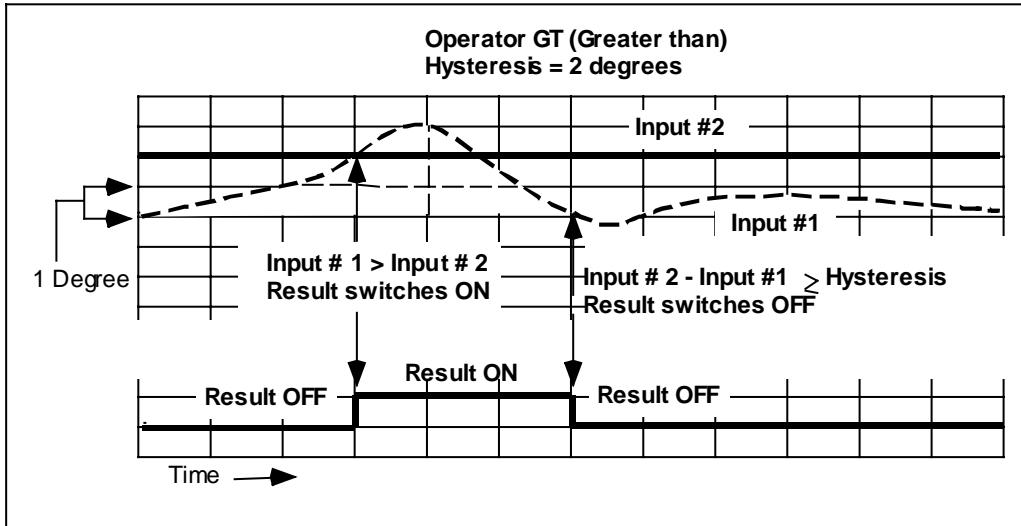 Operator GT (Greater than)
Hysteresis = 2 degrees
Input #2
Input #1
1 Degree
Input # 1 > Input # 2
Result switches ON
Input # 2 - Input #1 ≥ Hysteresis
Result switches OFF
Result OFF
Result ON
Result OFF
Time